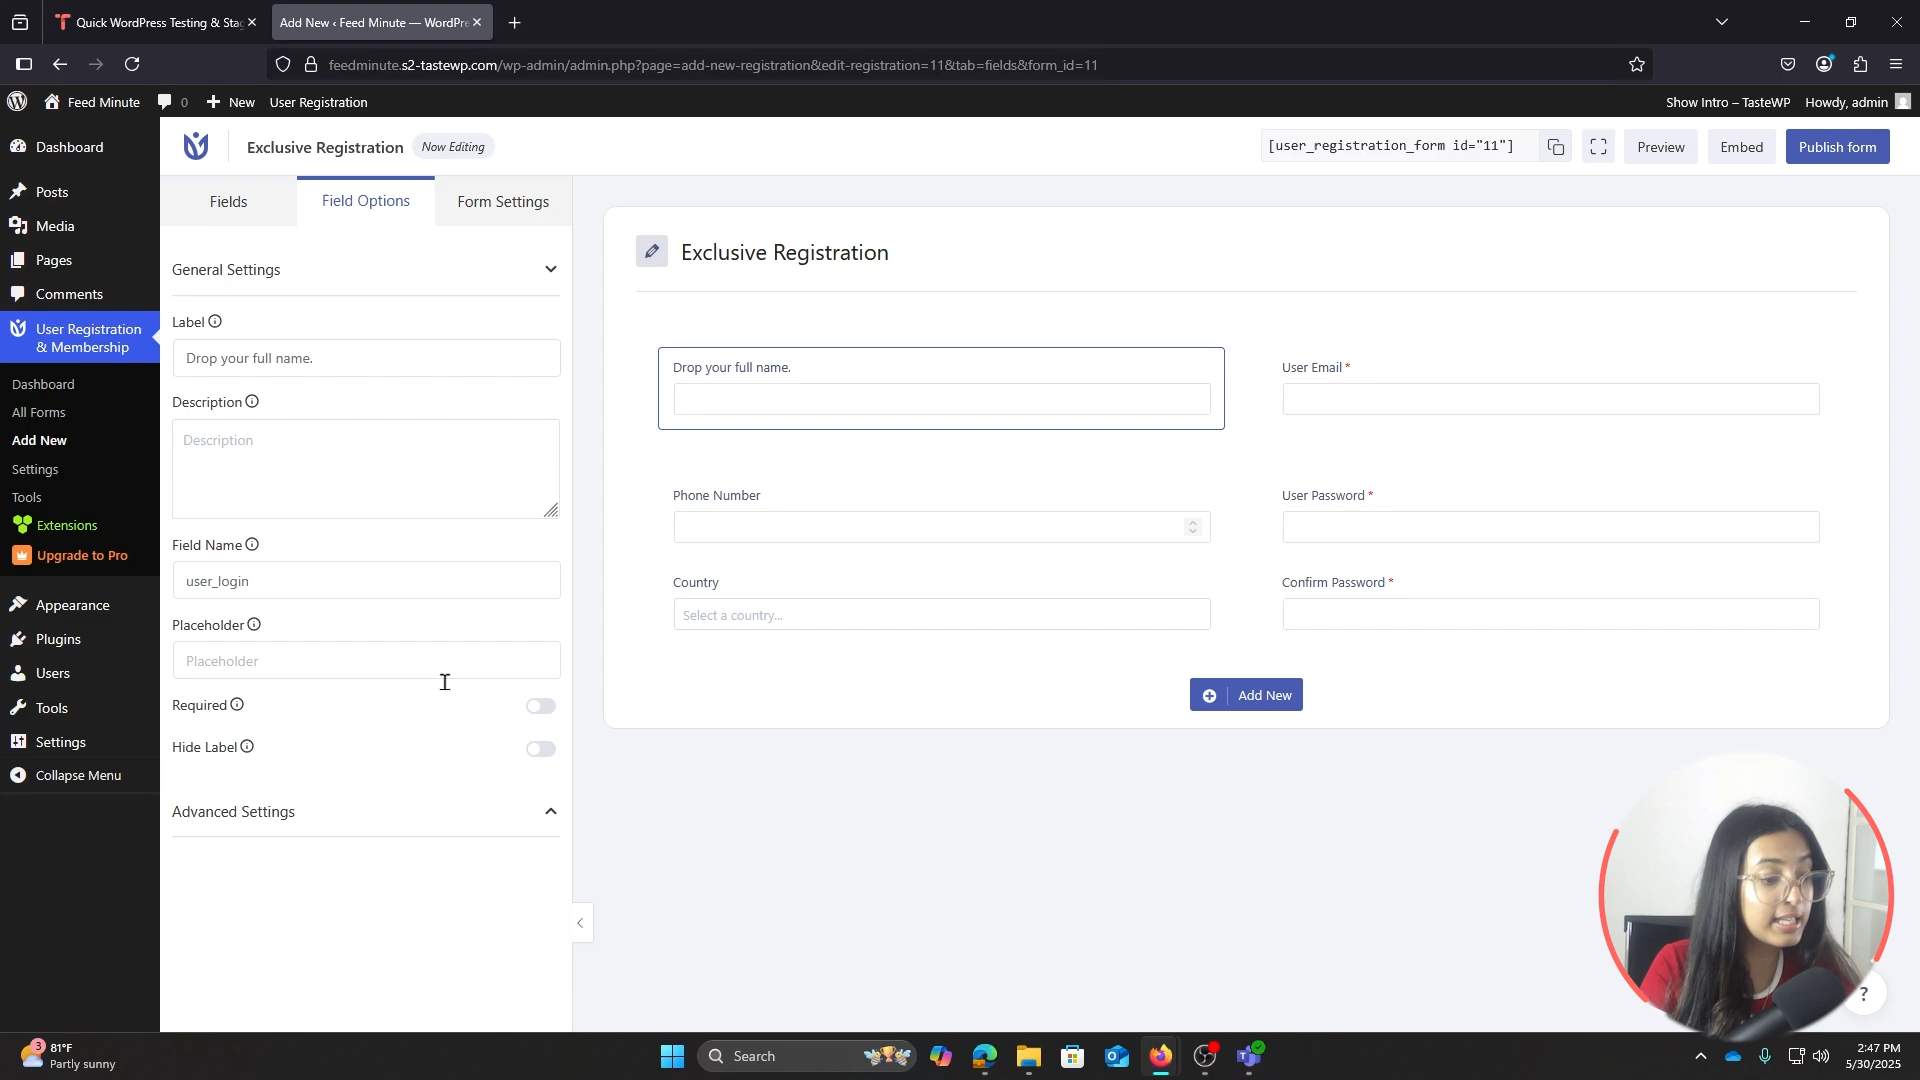 Quick WordPress Testing & Stag
Add New ‹ Feed Minute — WordPre
feedminute.s2-tastewp.com/wp-admin/admin.php?page=add-new-registration&edit-registration=11&tab=fields&form_id=11
Feed Minute
0
New
User Registration
Show Intro – TasteWP
Howdy, admin
Dashboard
Posts
Media
Pages
Comments
User Registration
& Membership
Dashboard
All Forms
Add New
Settings
Tools
Extensions
Upgrade to Pro
Appearance
Plugins
Users
Tools
Settings
Collapse Menu
Exclusive Registration
Now Editing
[user_registration_form id="11"]
Preview
Embed
Publish form
Fields
Field Options
Form Settings
General Settings
Label
Drop your full name.
Description
Description
Field Name
user_login
Placeholder
Placeholder
Required
Hide Label
Advanced Settings
Exclusive Registration
Drop your full name.
User Email *
Phone Number
User Password *
Country
Select a country...
Confirm Password *
Add New
?
3
81°F
Partly sunny
Search
2:47 PM
5/30/2025